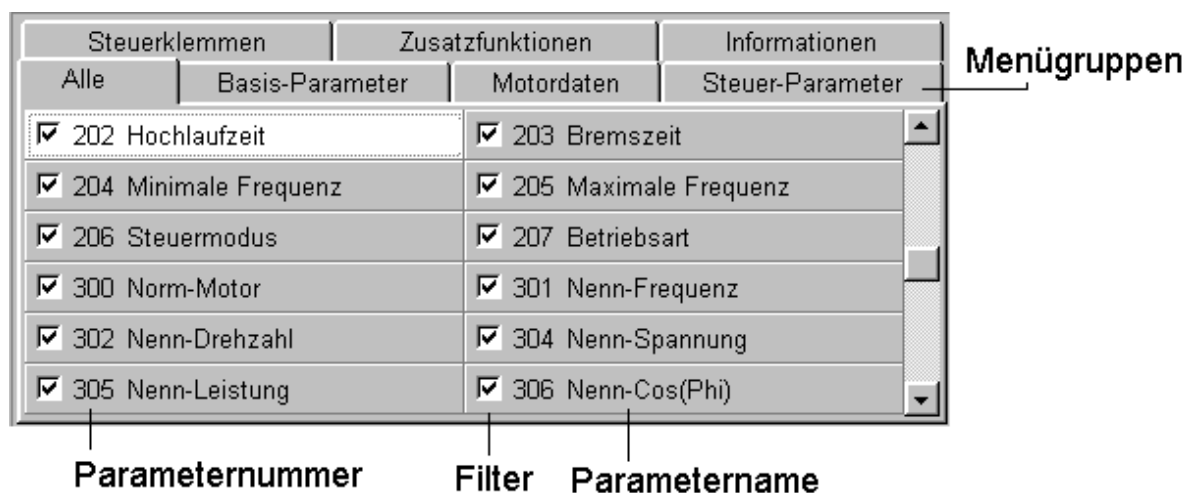 Steuerklemmen Zusatzfunktionen Informationen
Alle Basis-Parameter Motordaten Steuer-Parameter
Menügruppen
202 Hochlaufzeit 203 Bremszeit
204 Minimale Frequenz 205 Maximale Frequenz
206 Steuermodus 207 Betriebsart
300 Norm-Motor 301 Nenn-Frequenz
302 Nenn-Drehzahl 304 Nenn-Spannung
305 Nenn-Leistung 306 Nenn-Cos(Phi)
Parameternummer Filter Parametername